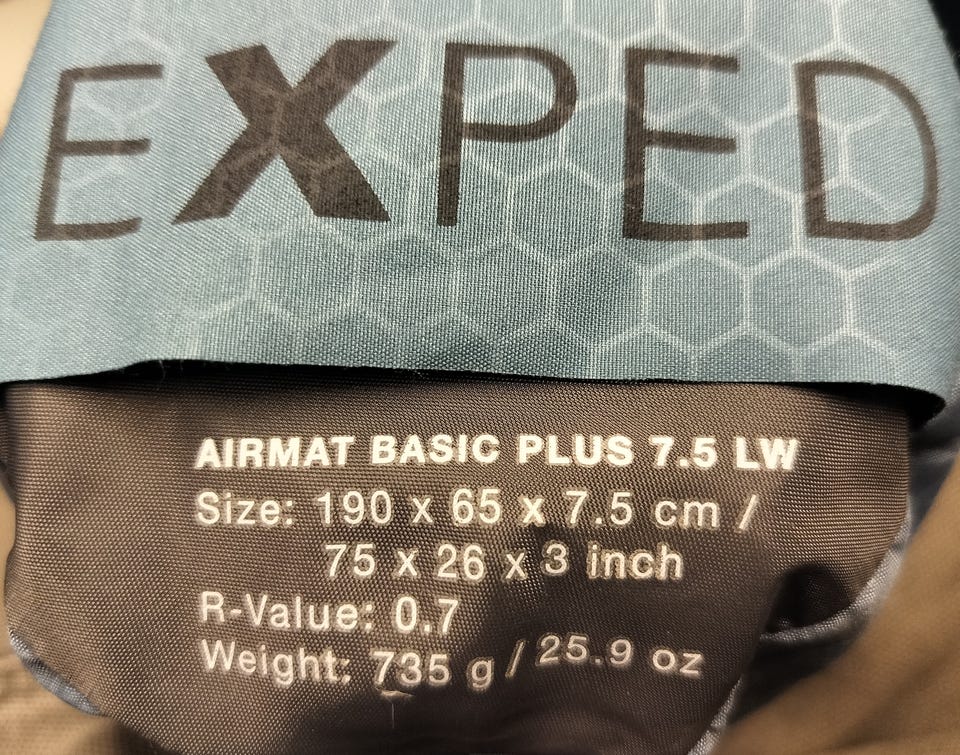 EXPED
AIRMAT BASIC PLUS 7.5 LW
Size: 190 x 65 x 7.5 cm /
75 x 26 x 3 inch
R-Value: 0.7
Weight: 735 g / 25.9 oz